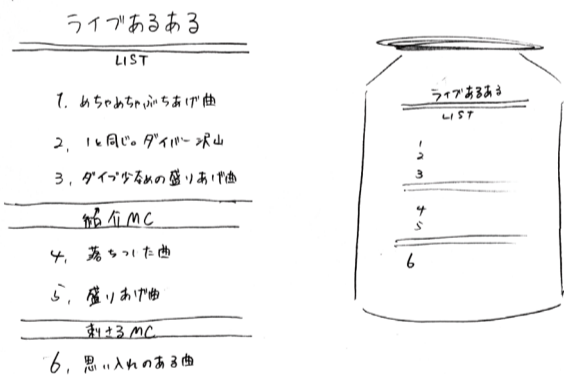 ライブあるある
LIST
1. めちゃめちゃぶちあげ曲
2, 1と同じ。ダイバー沢山
3, ダイブ少なめの盛りあげ曲
紹介MC
4, 落ちついた曲
5, 盛りあげ曲
刺さるMC
6, 思い入れのある曲
ライブあるある
LIST
1
2
3
4
5
6